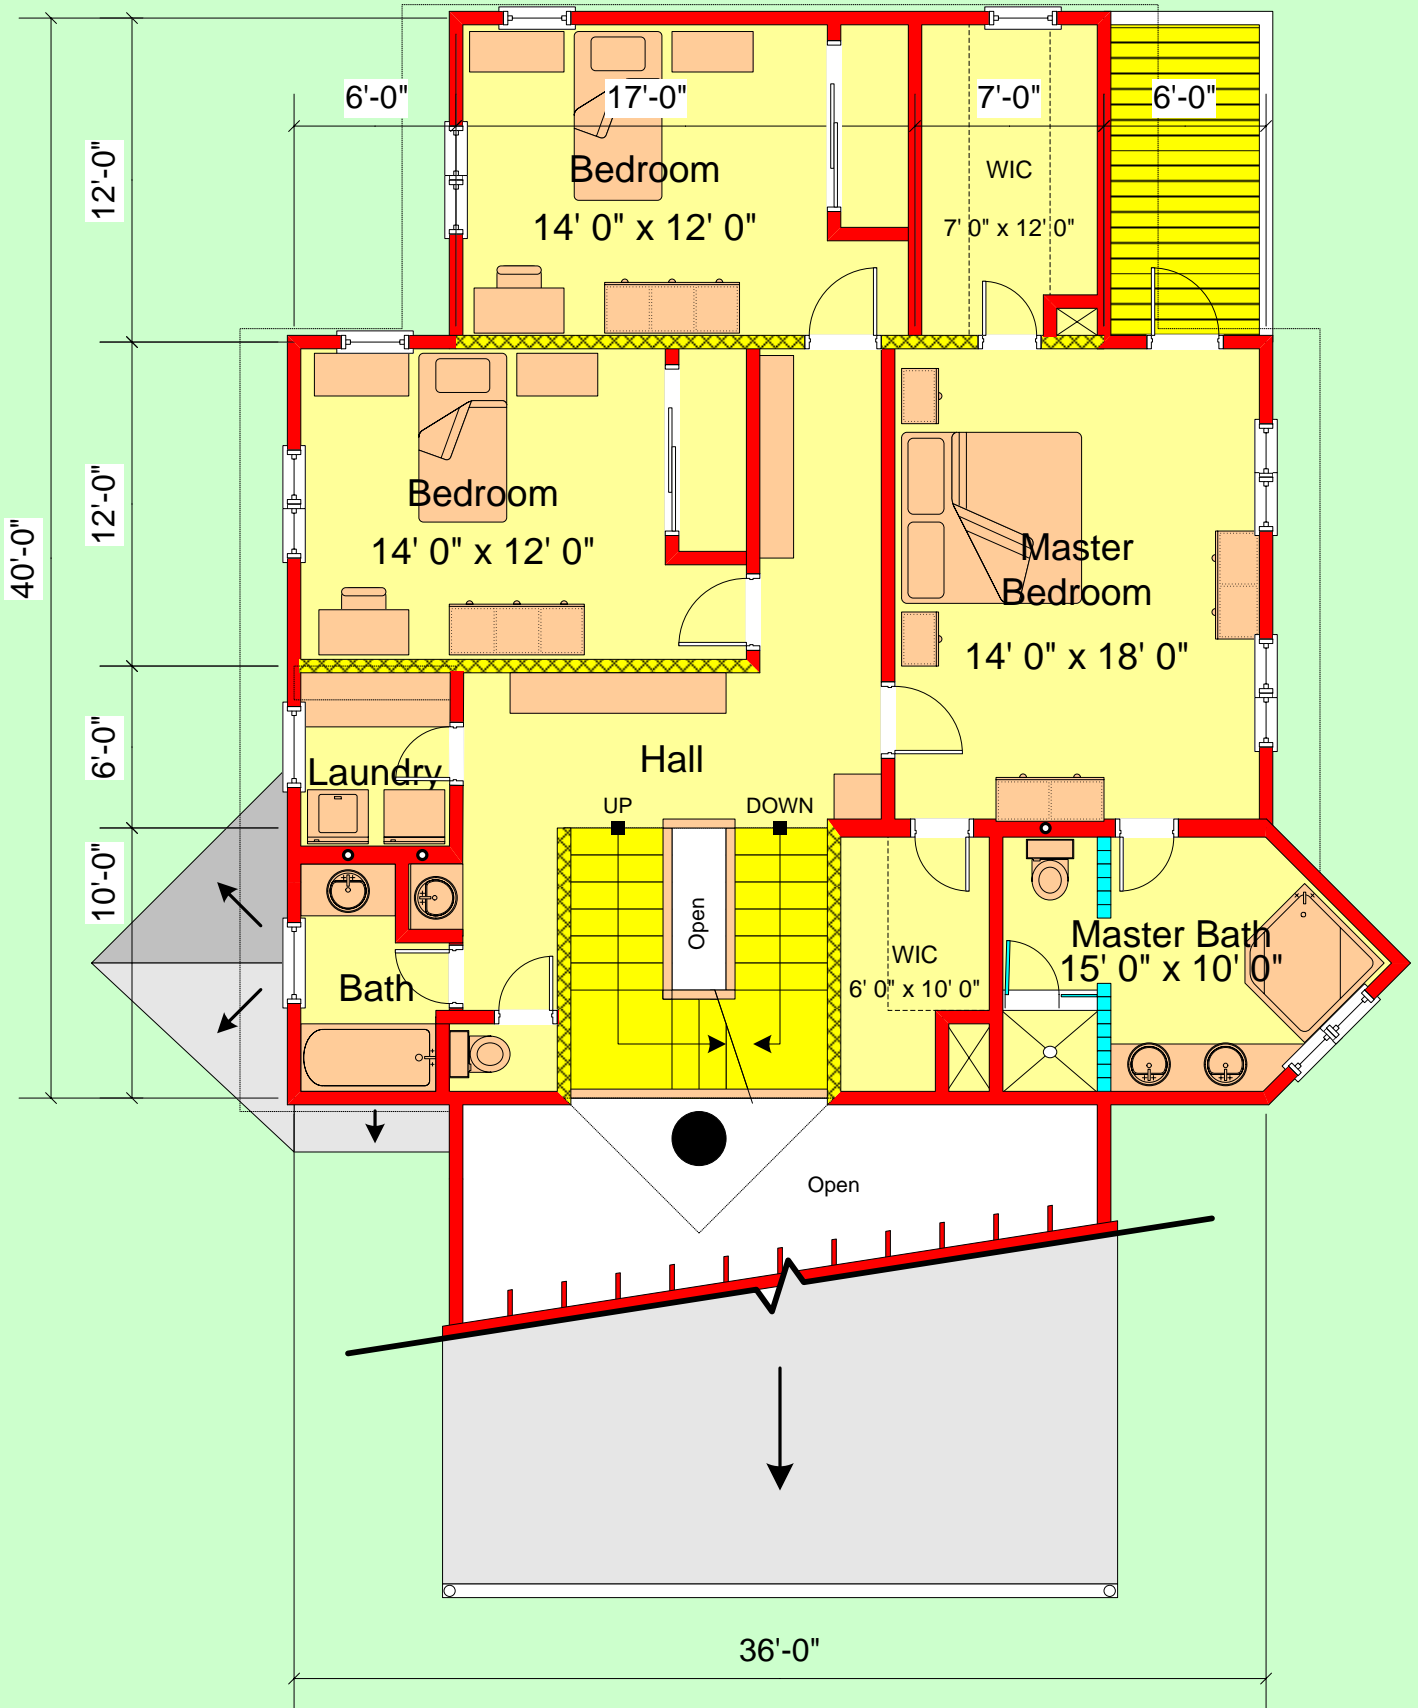 6'-0"
17'-0"
7'-0"
6'-0"
12'-0"
Bedroom
14' 0" x 12' 0"
WIC
7' 0" x 12' 0"
40'-0"
12'-0"
Bedroom
14' 0" x 12' 0"
Master
Bedroom
14' 0" x 18' 0"
6'-0"
Laundry
Hall
UP
DOWN
10'-0"
Open
Bath
WIC
6' 0" x 10' 0"
Master Bath
15' 0" x 10' 0"
Open
36'-0"